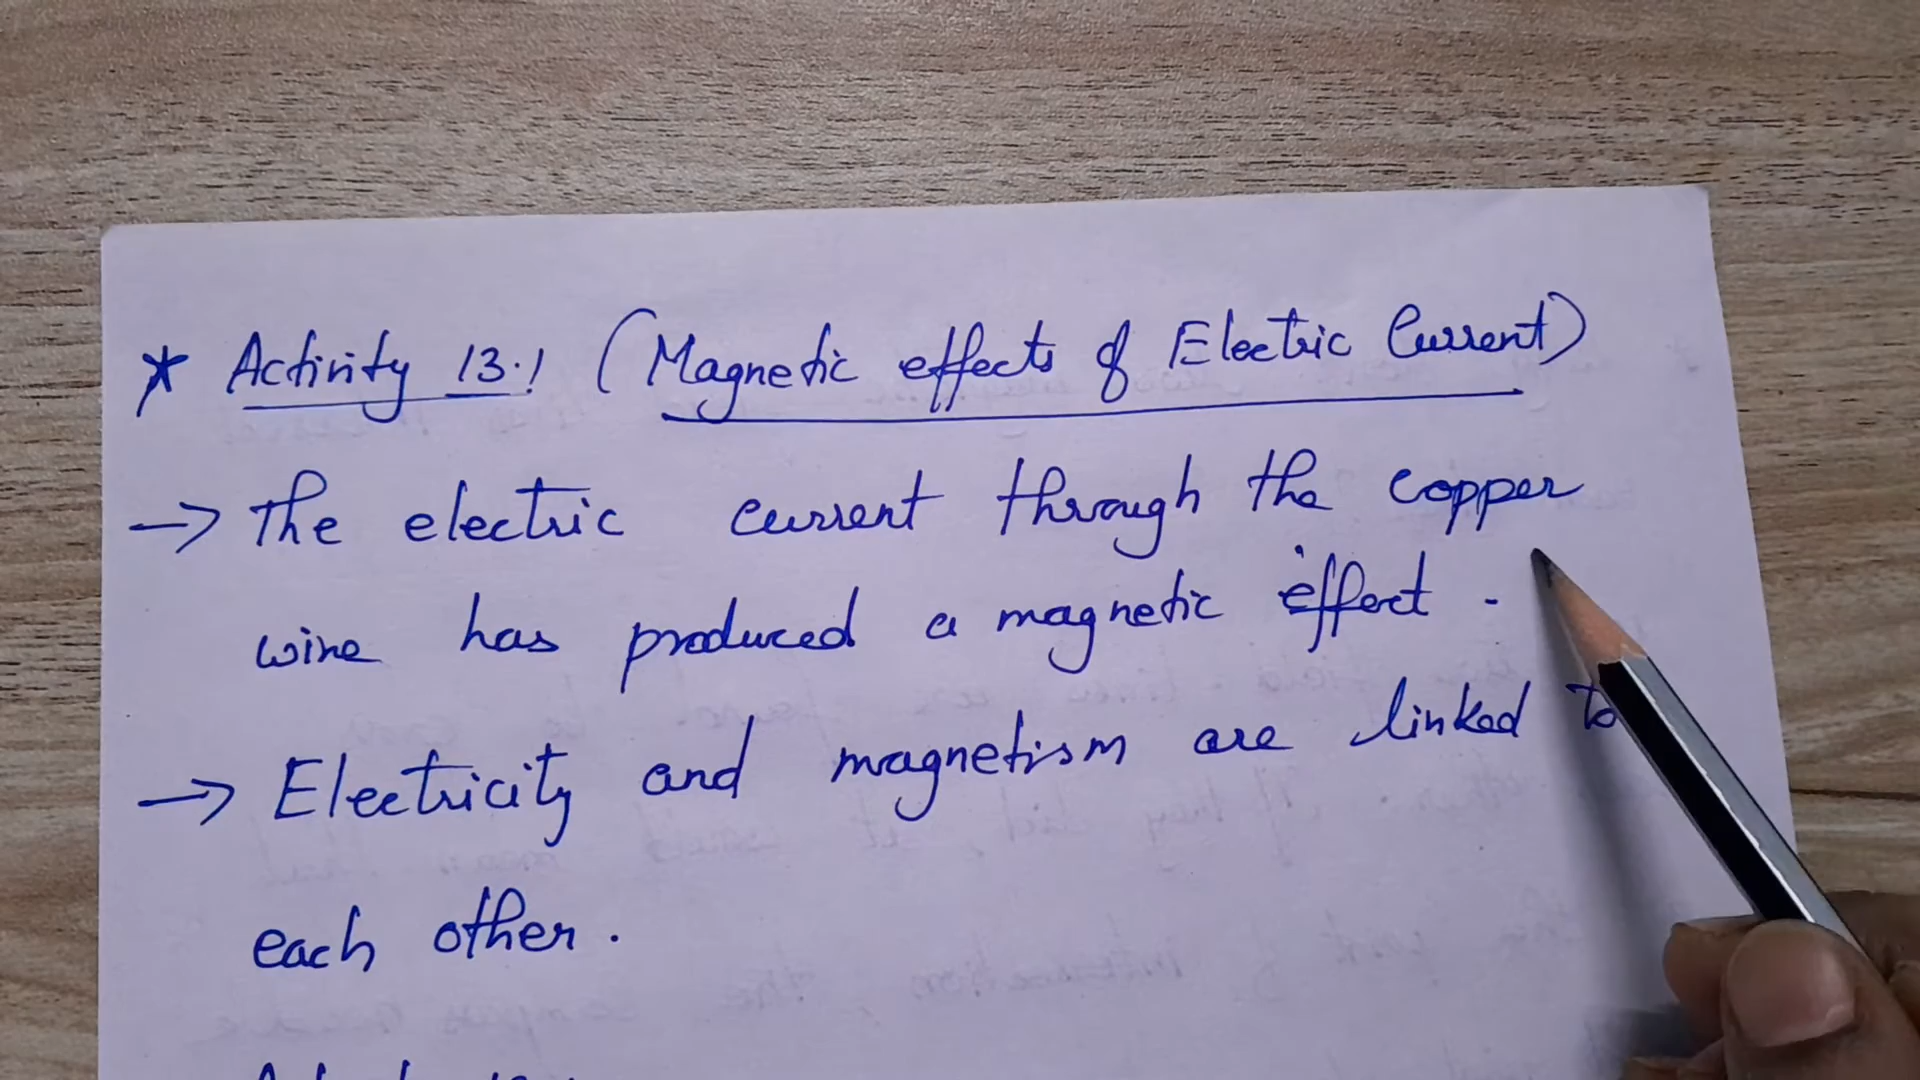 * Activity 13.1 (Magnetic effects of Electric Current)
→ The electric current through the copper
wire has produced a magnetic effect.
→ Electricity and magnetism are linked to
each other.